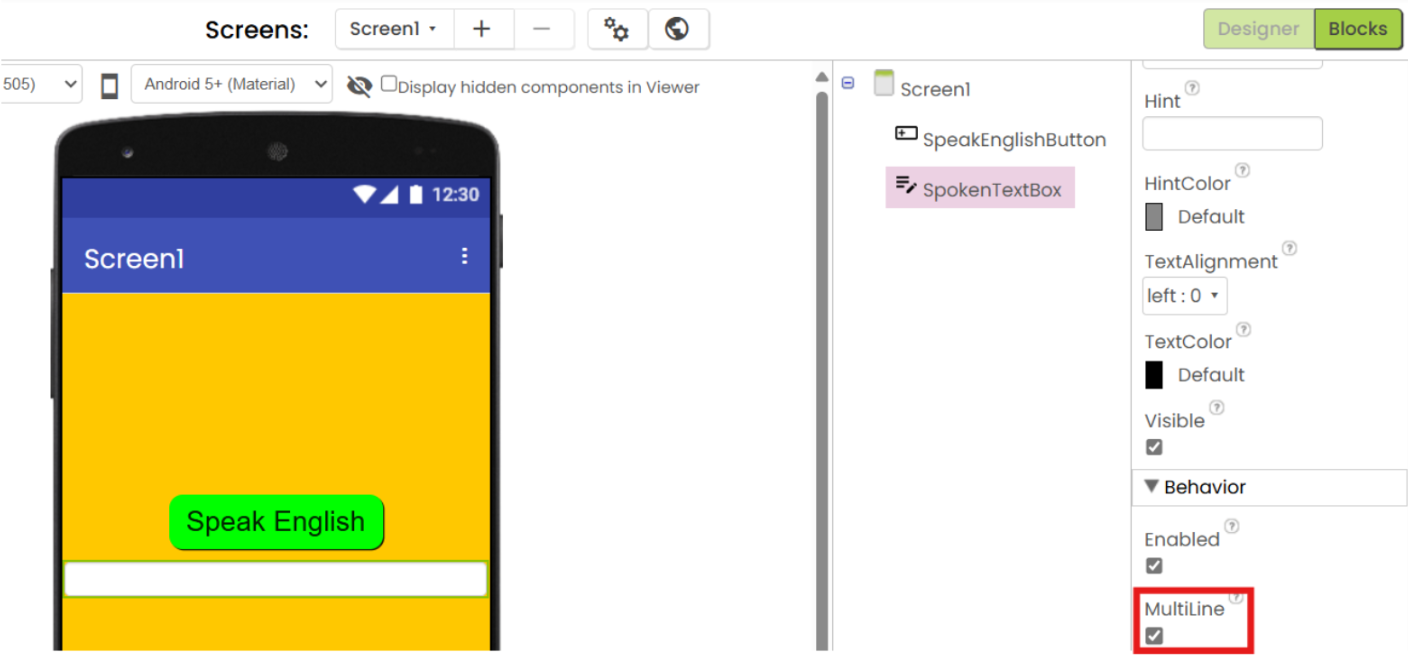 Screens:
Screen1
Designer
Blocks
505)
Android 5+ (Material)
Display hidden components in Viewer
12:30
Screen1
Speak English
Screen1
SpeakEnglishButton
SpokenTextBox
Hint ?
HintColor ?
Default
TextAlignment ?
left : 0
TextColor ?
Default
Visible ?
Behavior
Enabled ?
MultiLine ?